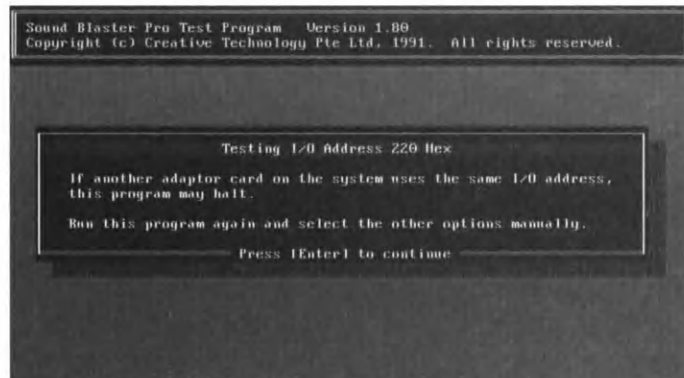 Sound Blaster Pro Test Program Version 1.80
Copyright (c) Creative Technology Pte Ltd, 1991. All rights reserved.
Testing I/O Address 220 Hex
If another adaptor card on the system uses the same I/O address,
this program may halt.
Run this program again and select the other options manually.
Press [Enter] to continue